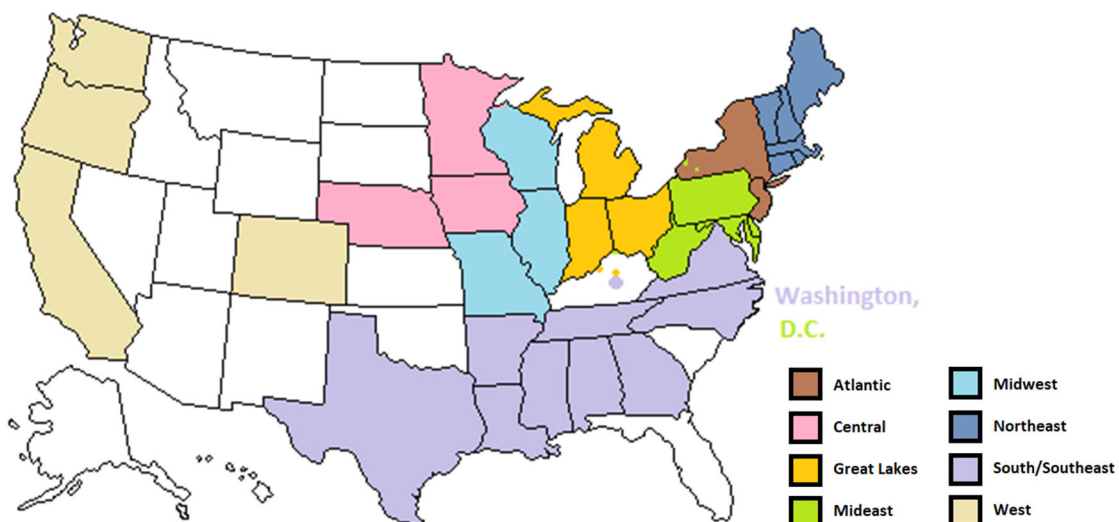 Washington,
D.C.
Atlantic
Midwest
Central
Northeast
Great Lakes
South/Southeast
Mideast
West